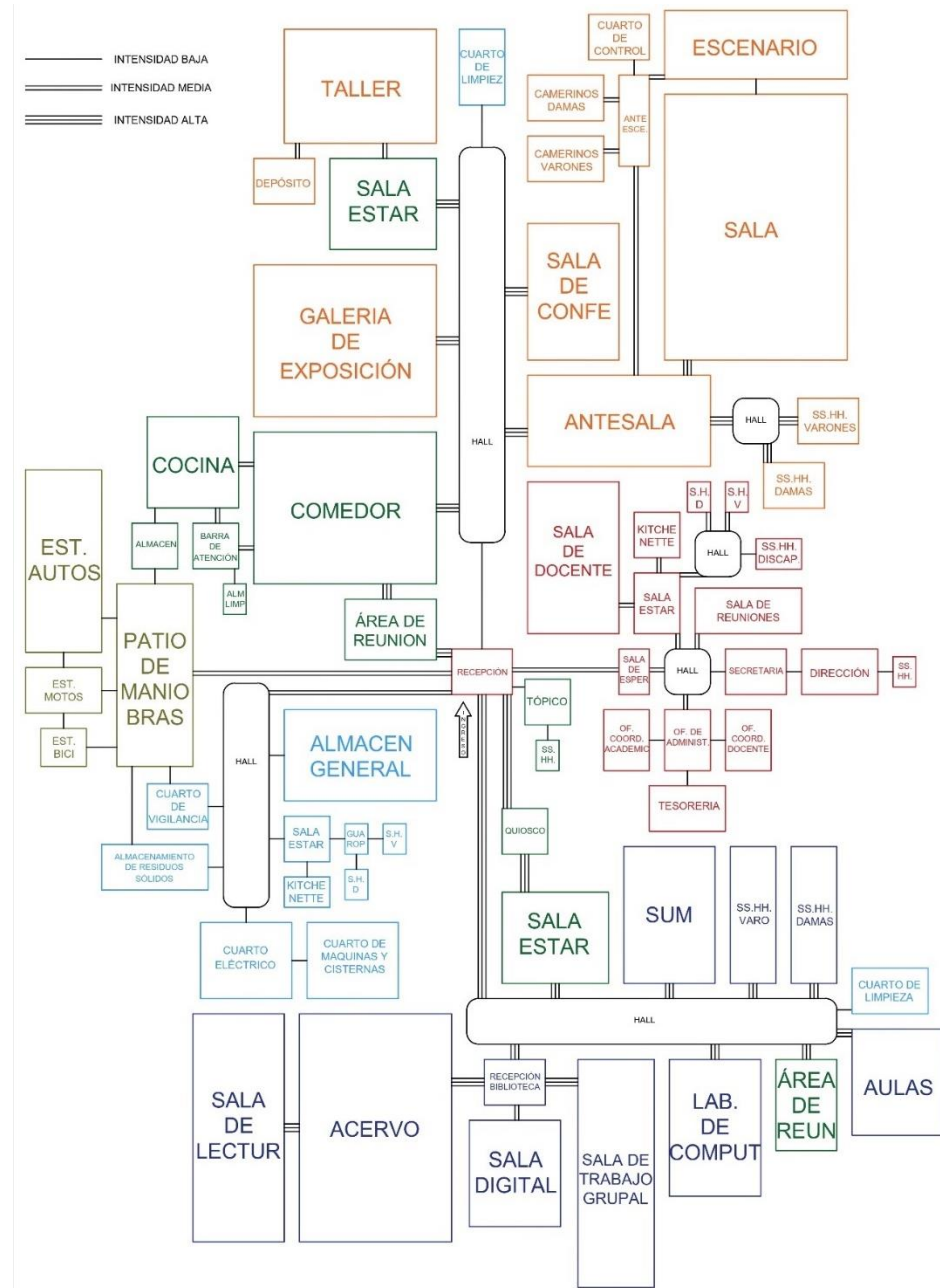 INTENSIDAD BAJA
INTENSIDAD MEDIA
INTENSIDAD ALTA
TALLER
DEPÓSITO
SALA
ESTAR
CUARTO
DE
LIMPIEZ
CUARTO
DE
CONTROL
ESCENARIO
CAMERINOS
DAMAS
ANTE
ESCE.
CAMERINOS
VARONES
SALA
SALA
DE
CONFE
GALERIA
DE
EXPOSICIÓN
HALL
ANTESALA
HALL
SS.HH.
VARONES
SS.HH.
DAMAS
COCINA
COMEDOR
ALMACEN
BARRA
DE
ATENCIÓN
ALM
LIMP
ÁREA DE
REUNION
EST.
AUTOS
PATIO
DE
MANIO
BRAS
EST.
MOTOS
EST.
BICI
SALA
DE
DOCENTE
KITCHE
NETTE
S.H.
D
S.H.
V
HALL
SS.HH.
DISCAP
SALA
ESTAR
SALA DE
REUNIONES
RECEPCIÓN
SALA
DE
ESPER
HALL
SECRETARIA
DIRECCIÓN
SS.
HH.
INGRESO
TÓPICO
SS.
HH.
OF.
COORD.
ACADEMIC
OF. DE
ADMINIST.
OF.
COORD.
DOCENTE
TESORERIA
HALL
ALMACEN
GENERAL
CUARTO
DE
VIGILANCIA
ALMACENAMIENTO
DE RESIDUOS
SÓLIDOS
SALA
ESTAR
GUA
ROP
S.H.
V
KITCHE
NETTE
S.H.
D
CUARTO
ELÉCTRICO
CUARTO DE
MAQUINAS Y
CISTERNAS
QUIOSCO
SALA
ESTAR
SUM
SS.HH.
VARO
SS.HH.
DAMAS
CUARTO DE
LIMPIEZA
HALL
SALA
DE
LECTUR
ACERVO
RECEPCIÓN
BIBLIOTECA
SALA
DIGITAL
SALA DE
TRABAJO
GRUPAL
LAB.
DE
COMPUT
ÁREA
DE
REUN
AULAS